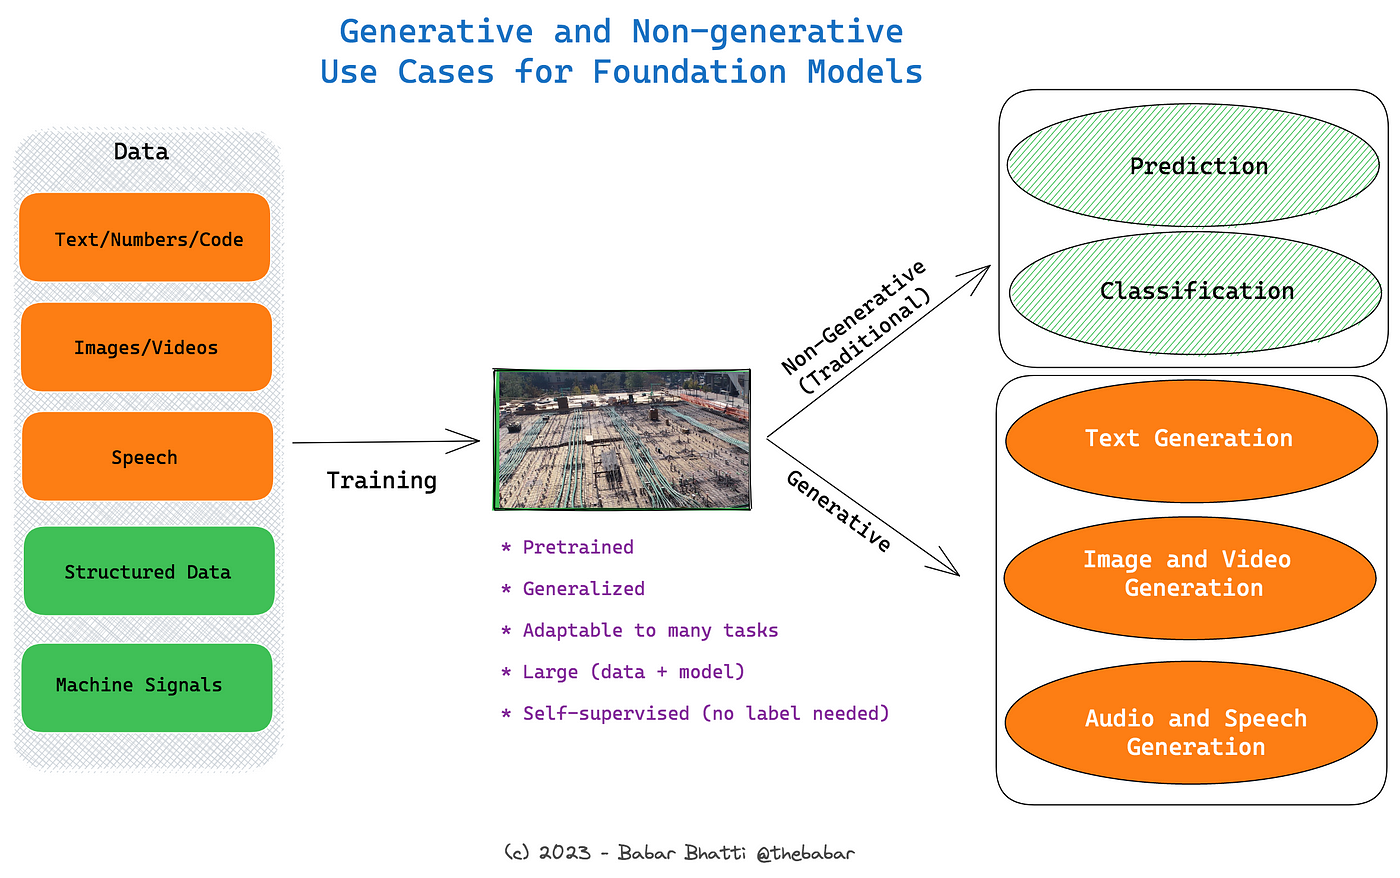 Generative and Non-generative
Use Cases for Foundation Models
Data
Text/Numbers/Code
Images/Videos
Speech
Structured Data
Machine Signals
Training
* Pretrained
* Generalized
* Adaptable to many tasks
* Large (data + model)
* Self-supervised (no label needed)
Non-Generative
(Traditional)
Generative
Prediction
Classification
Text Generation
Image and Video
Generation
Audio and Speech
Generation
(c) 2023 - Babar Bhatti @thebabar